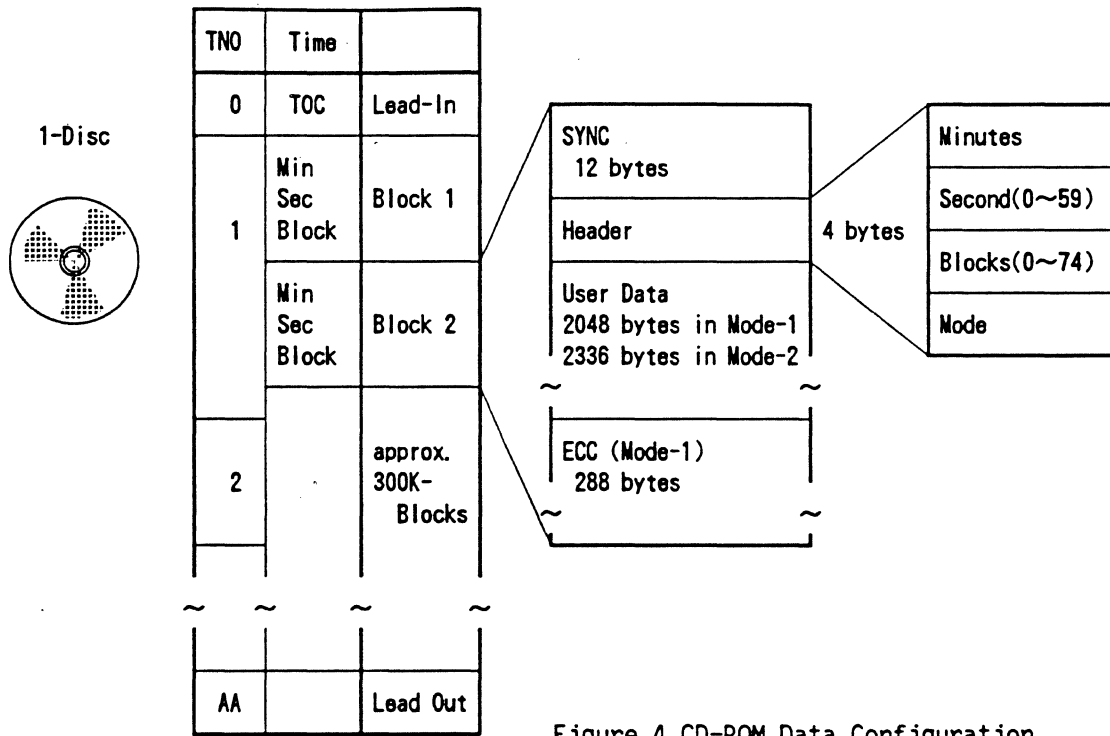 1-Disc
TNO Time
0 TOC Lead-In
1
Min
Sec
Block
Block 1
Min
Sec
Block
Block 2
2
approx.
300K-
Blocks
AA Lead Out
SYNC
12 bytes
Header
4 bytes
User Data
2048 bytes in Mode-1
2336 bytes in Mode-2
ECC (Mode-1)
288 bytes
Minutes
Second(0~59)
Blocks(0~74)
Mode
Figure 4 CD-ROM Data Configuration